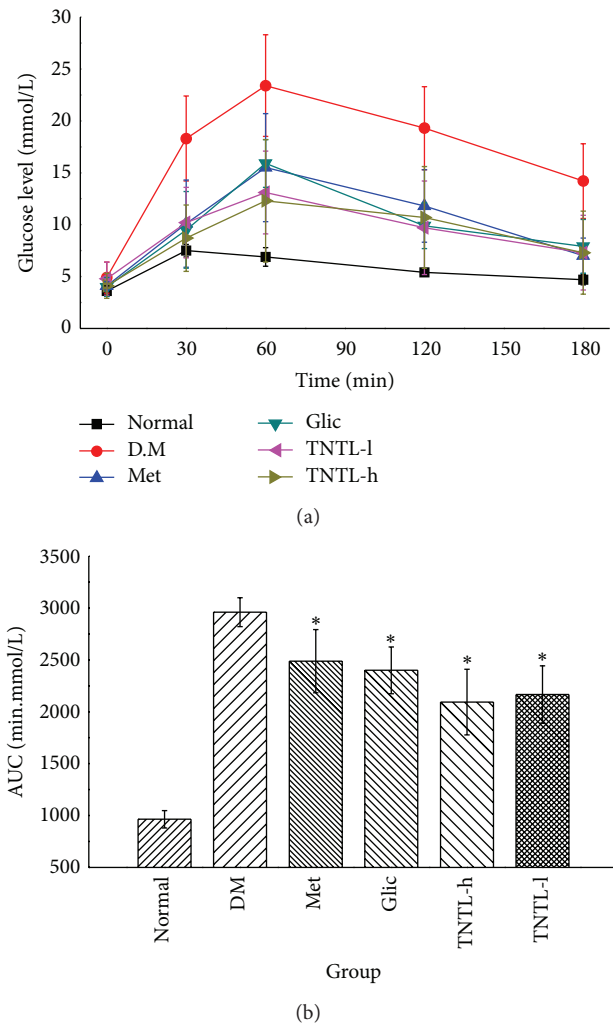 30
25
20
15
10
5
0
Glucose level (mmol/L)
0 30 60 90 120 150 180
Time (min)
Normal Glic
D.M TNTL-l
Met TNTL-h
(a)
3500
3000
2500
2000
1500
1000
500
AUC (min.mmol/L)
* * * *
Normal DM Met Glic TNTL-h TNTL-l
Group
(b)